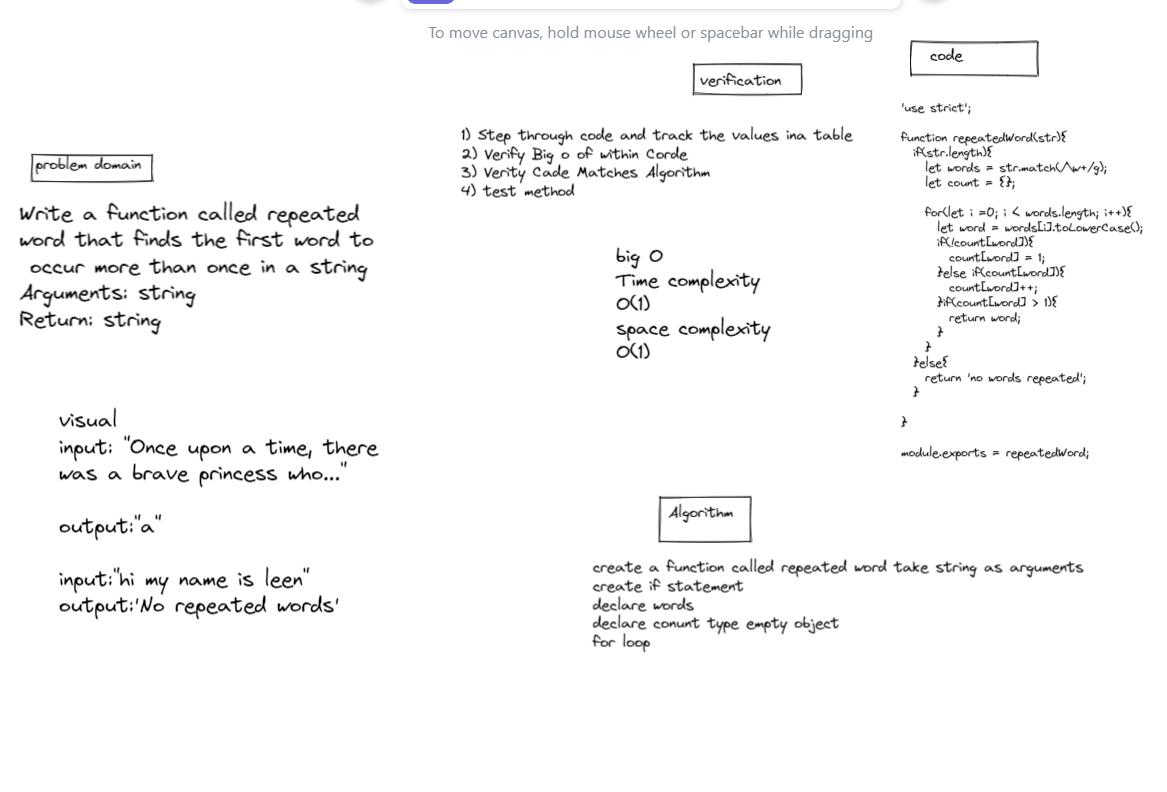 To move canvas, hold mouse wheel or spacebar while dragging
problem domain
Write a function called repeated
word that finds the first word to
occur more than once in a string
Arguments: string
Return: string
visual
input: "Once upon a time, there
was a brave princess who..."
output:"a"
input:"hi my name is leen"
output:'No repeated words'
verification
1) Step through code and track the values ina table
2) Verify Big o of within Corde
3) Verity Cade Matches Algorithm
4) test method
big O
Time complexity
O(1)
space complexity
O(1)
Algorithm
create a function called repeated word take string as arguments
create if statement
declare words
declare conunt type empty object
for loop
code
'use strict';
function repeatedWord(str){
if(str.length){
let words = str.match(/\w+/g);
let count = {};
for(let i =0; i < words.length; i++){
let word = words[i].toLowerCase();
if(!count[word]){
count[word] = 1;
}else if(count[word]){
count[word]++;
}if(count[word] > 1){
return word;
}
}
}else{
return 'no words repeated';
}
}
module.exports = repeatedWord;